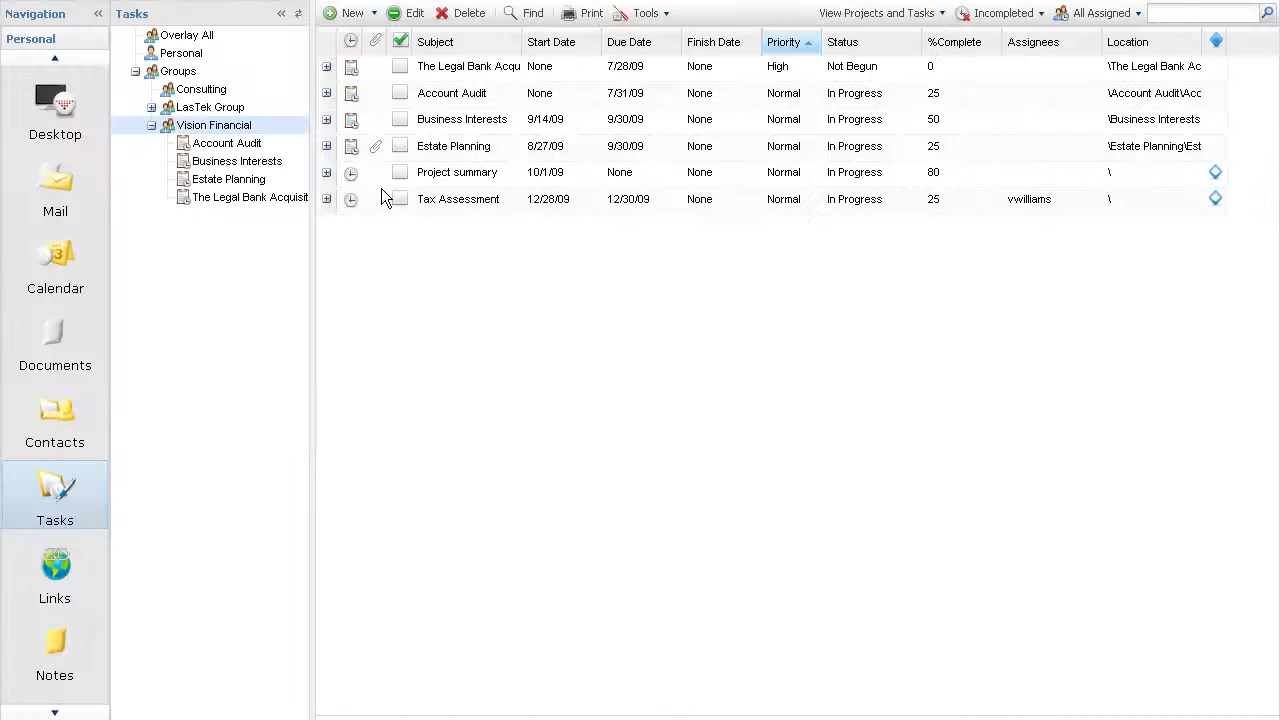 Navigation «
Personal
Desktop
Mail
Calendar
Documents
Contacts
Tasks
Links
Notes
Tasks «
Overlay All
Personal
Groups
Consulting
LasTek Group
Vision Financial
Account Audit
Business Interests
Estate Planning
The Legal Bank Acquisit
New Edit Delete Find Print Tools View Projects and Tasks Incompleted All Assigned
Subject Start Date Due Date Finish Date Priority %Complete Assignees Location
The Legal Bank Acqu None 7/28/09 None High 0 \The Legal Bank Ac
Account Audit None 7/31/09 None Normal In Progress 25 \Account Audit\Acc
Business Interests 9/14/09 9/30/09 None Normal In Progress 50 \Business Interests
Estate Planning 8/27/09 9/30/09 None Normal In Progress 25 \Estate Planning\Est
Project Summary 10/1/09 None None Normal In Progress \
Tax Assessment 12/28/09 12/30/09 None Normal In Progress 25 vwilliams \